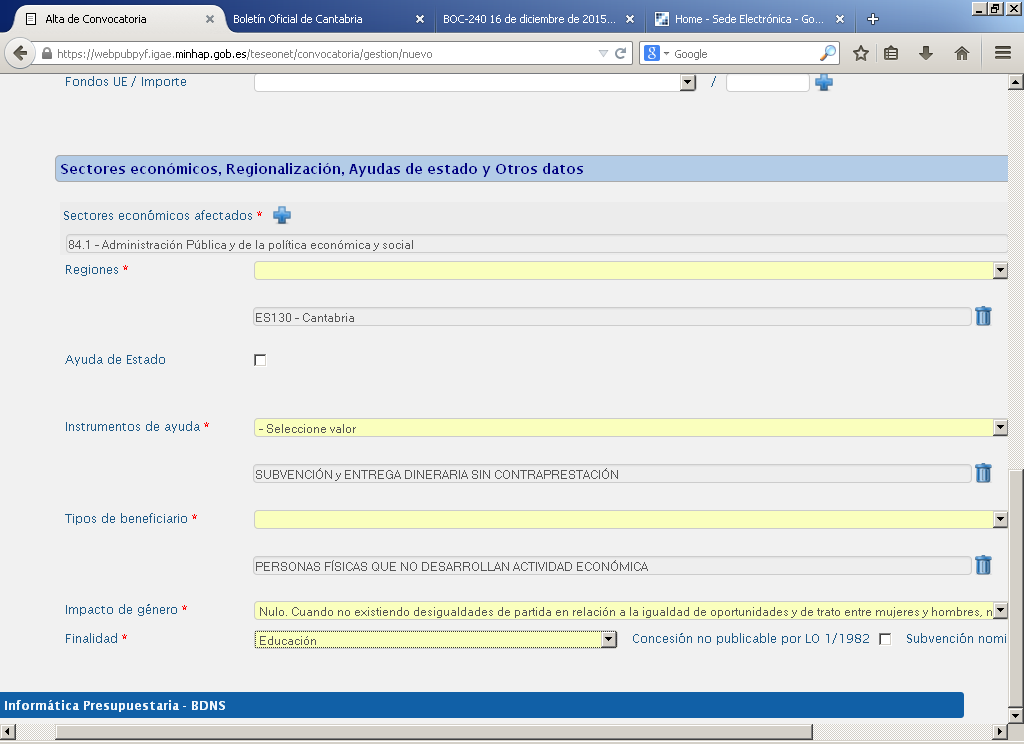 Alta de Convocatoria
Boletín Oficial de Cantabria
BOC-240 16 de diciembre de 2015...
Home - Sede Electrónica - Go...
https://webpubpyf.igae.minhap.gob.es/teseonet/convocatoria/gestion/nuevo
8 Google
Fondos UE / Importe /
Sectores económicos, Regionalización, Ayudas de estado y Otros datos
Sectores económicos afectados *
84.1 - Administración Pública y de la política económica y social
Regiones *
ES130 - Cantabria
Ayuda de Estado
Instrumentos de ayuda * - Seleccione valor
SUBVENCIÓN y ENTREGA DINERARIA SIN CONTRAPRESTACIÓN
Tipos de beneficiario *
PERSONAS FÍSICAS QUE NO DESARROLLAN ACTIVIDAD ECONÓMICA
Impacto de género * Nulo. Cuando no existiendo desigualdades de partida en relación a la igualdad de oportunidades y de trato entre mujeres y hombres, n
Finalidad * Educación Concesión no publicable por LO 1/1982 Subvención nomi
Informática Presupuestaria - BDNS